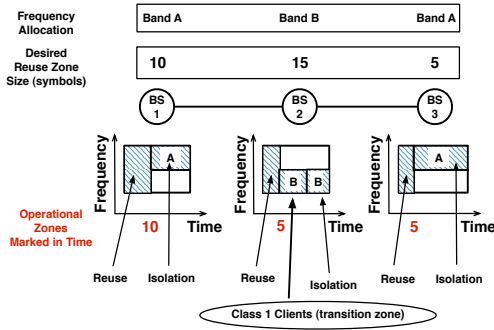 Frequency
Allocation
Band A
Band B
Band A
Desired
Reuse Zone
Size (symbols)
10
15
5
BS
1
BS
2
BS
3
Frequency
A
Frequency
B
B
Frequency
A
Operational
Zones
Marked in Time
10
Time
5
Time
5
Time
Reuse
Isolation
Reuse
Isolation
Reuse
Isolation
Class 1 Clients (transition zone)